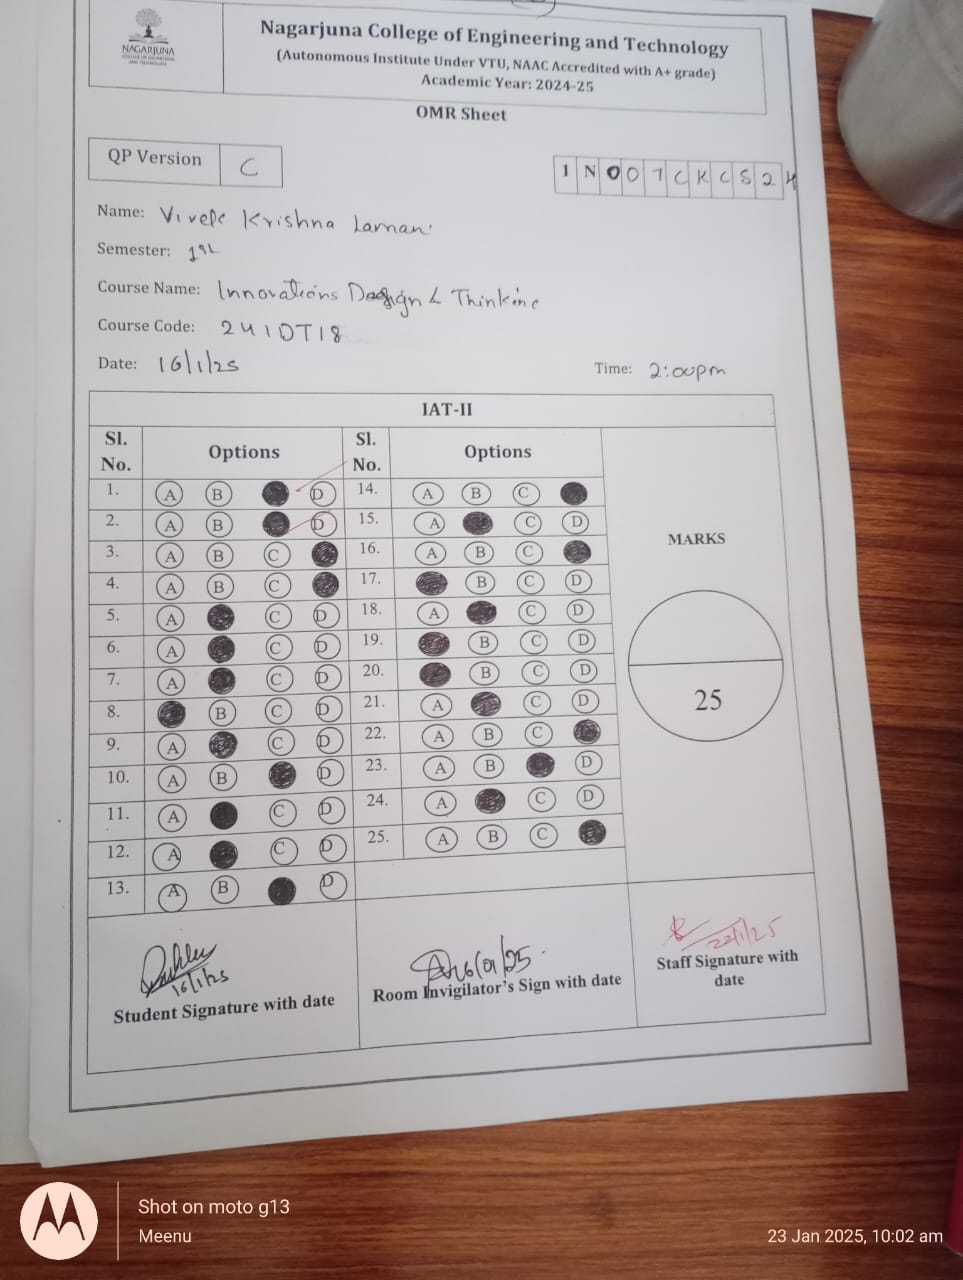 NAGARJUNA
COLLEGE OF ENGINEERING
AND TECHNOLOGY
Nagarjuna College of Engineering and Technology
(Autonomous Institute Under VTU, NAAC Accredited with A+ grade)
Academic Year: 2024-25
OMR Sheet
QP Version C
1 N 0 0 7 C K C S 2 4
Name: Vivek Krishna Laman
Semester: 1st
Course Name: Innovations Design & Thinking
Course Code: 24IDT18
Date: 16/1/25 Time: 2:00pm
IAT-II
Sl. No. Options Sl. No. Options
MARKS
1. A B D 14. A B C
2. A B D 15. A C D
3. A B C 16. A B C
4. A B C 17. B C D
5. A C D 18. A C D
6. A C D 19. B C D
7. A C D 20. B C D
8. B C D 21. A C D
9. A C D 22. A B C
10. A B D 23. A B D
11. A C D 24. A C D
12. A C D 25. A B C
13. A B D
25
16/1/25
Student Signature with date
16/01/25
Room Invigilator's Sign with date
22/1/25
Staff Signature with date
Shot on moto g13
Meenu
23 Jan 2025, 10:02 am